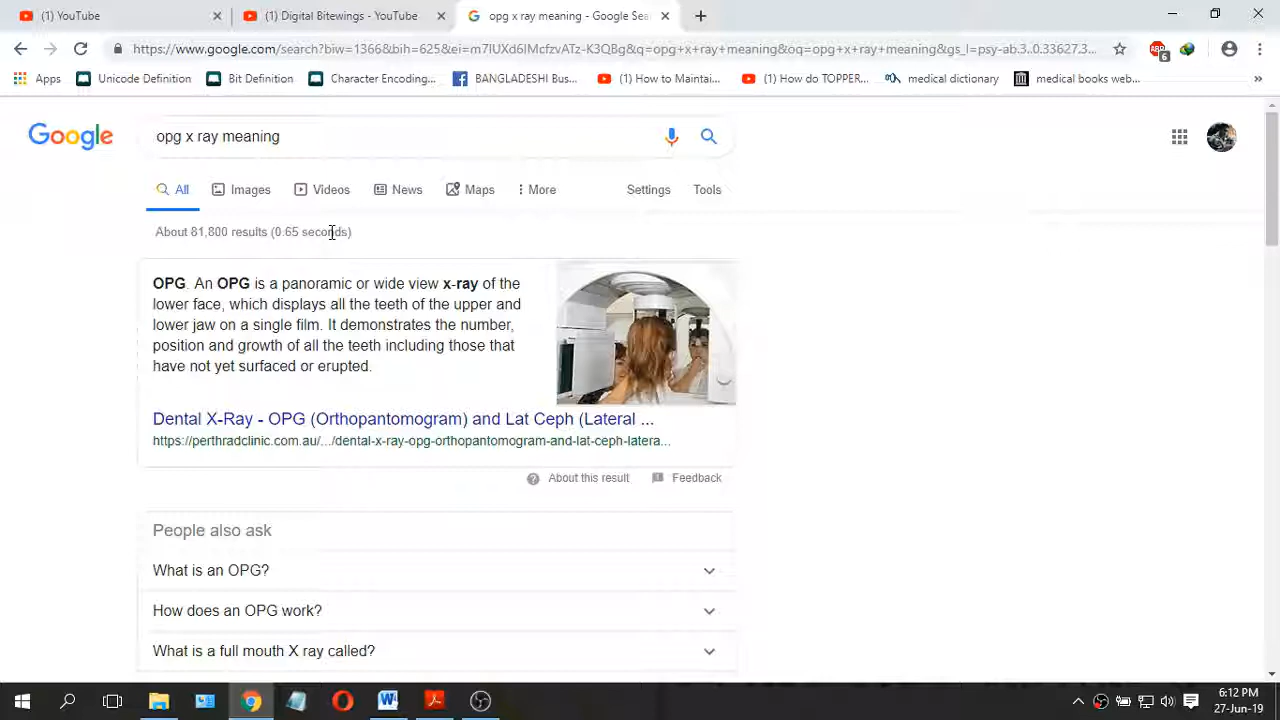 (1) YouTube
(1) Digital Bitewings - YouTube
opg x ray meaning - Google Sea
https://www.google.com/search?biw=1366&bih=625&ei=m7lUXd6lMcfzvATz-K3QBg&q=opg+x+ray+meaning&oq=opg+x+ray+meaning&gs_l=psy-ab.3..0.33627.3...
6
Apps
Unicode Definition
Bit Definition
Character Encoding...
BANGLADESHI Bus...
(1) How to Maintai...
(1) How do TOPPER...
medical dictionary
medical books web...
Google
opg x ray meaning
All
Images
Videos
News
Maps
More
Settings
Tools
About 81,800 results (0.65 seconds)
OPG. An OPG is a panoramic or wide view x-ray of the
lower face, which displays all the teeth of the upper and
lower jaw on a single film. It demonstrates the number,
position and growth of all the teeth including those that
have not yet surfaced or erupted.
Dental X-Ray - OPG (Orthopantomogram) and Lat Ceph (Lateral ...
https://perthradclinic.com.au/.../dental-x-ray-opg-orthopantomogram-and-lat-ceph-latera...
About this result
Feedback
People also ask
What is an OPG?
How does an OPG work?
What is a full mouth X ray called?
6:12 PM
27-Jun-19